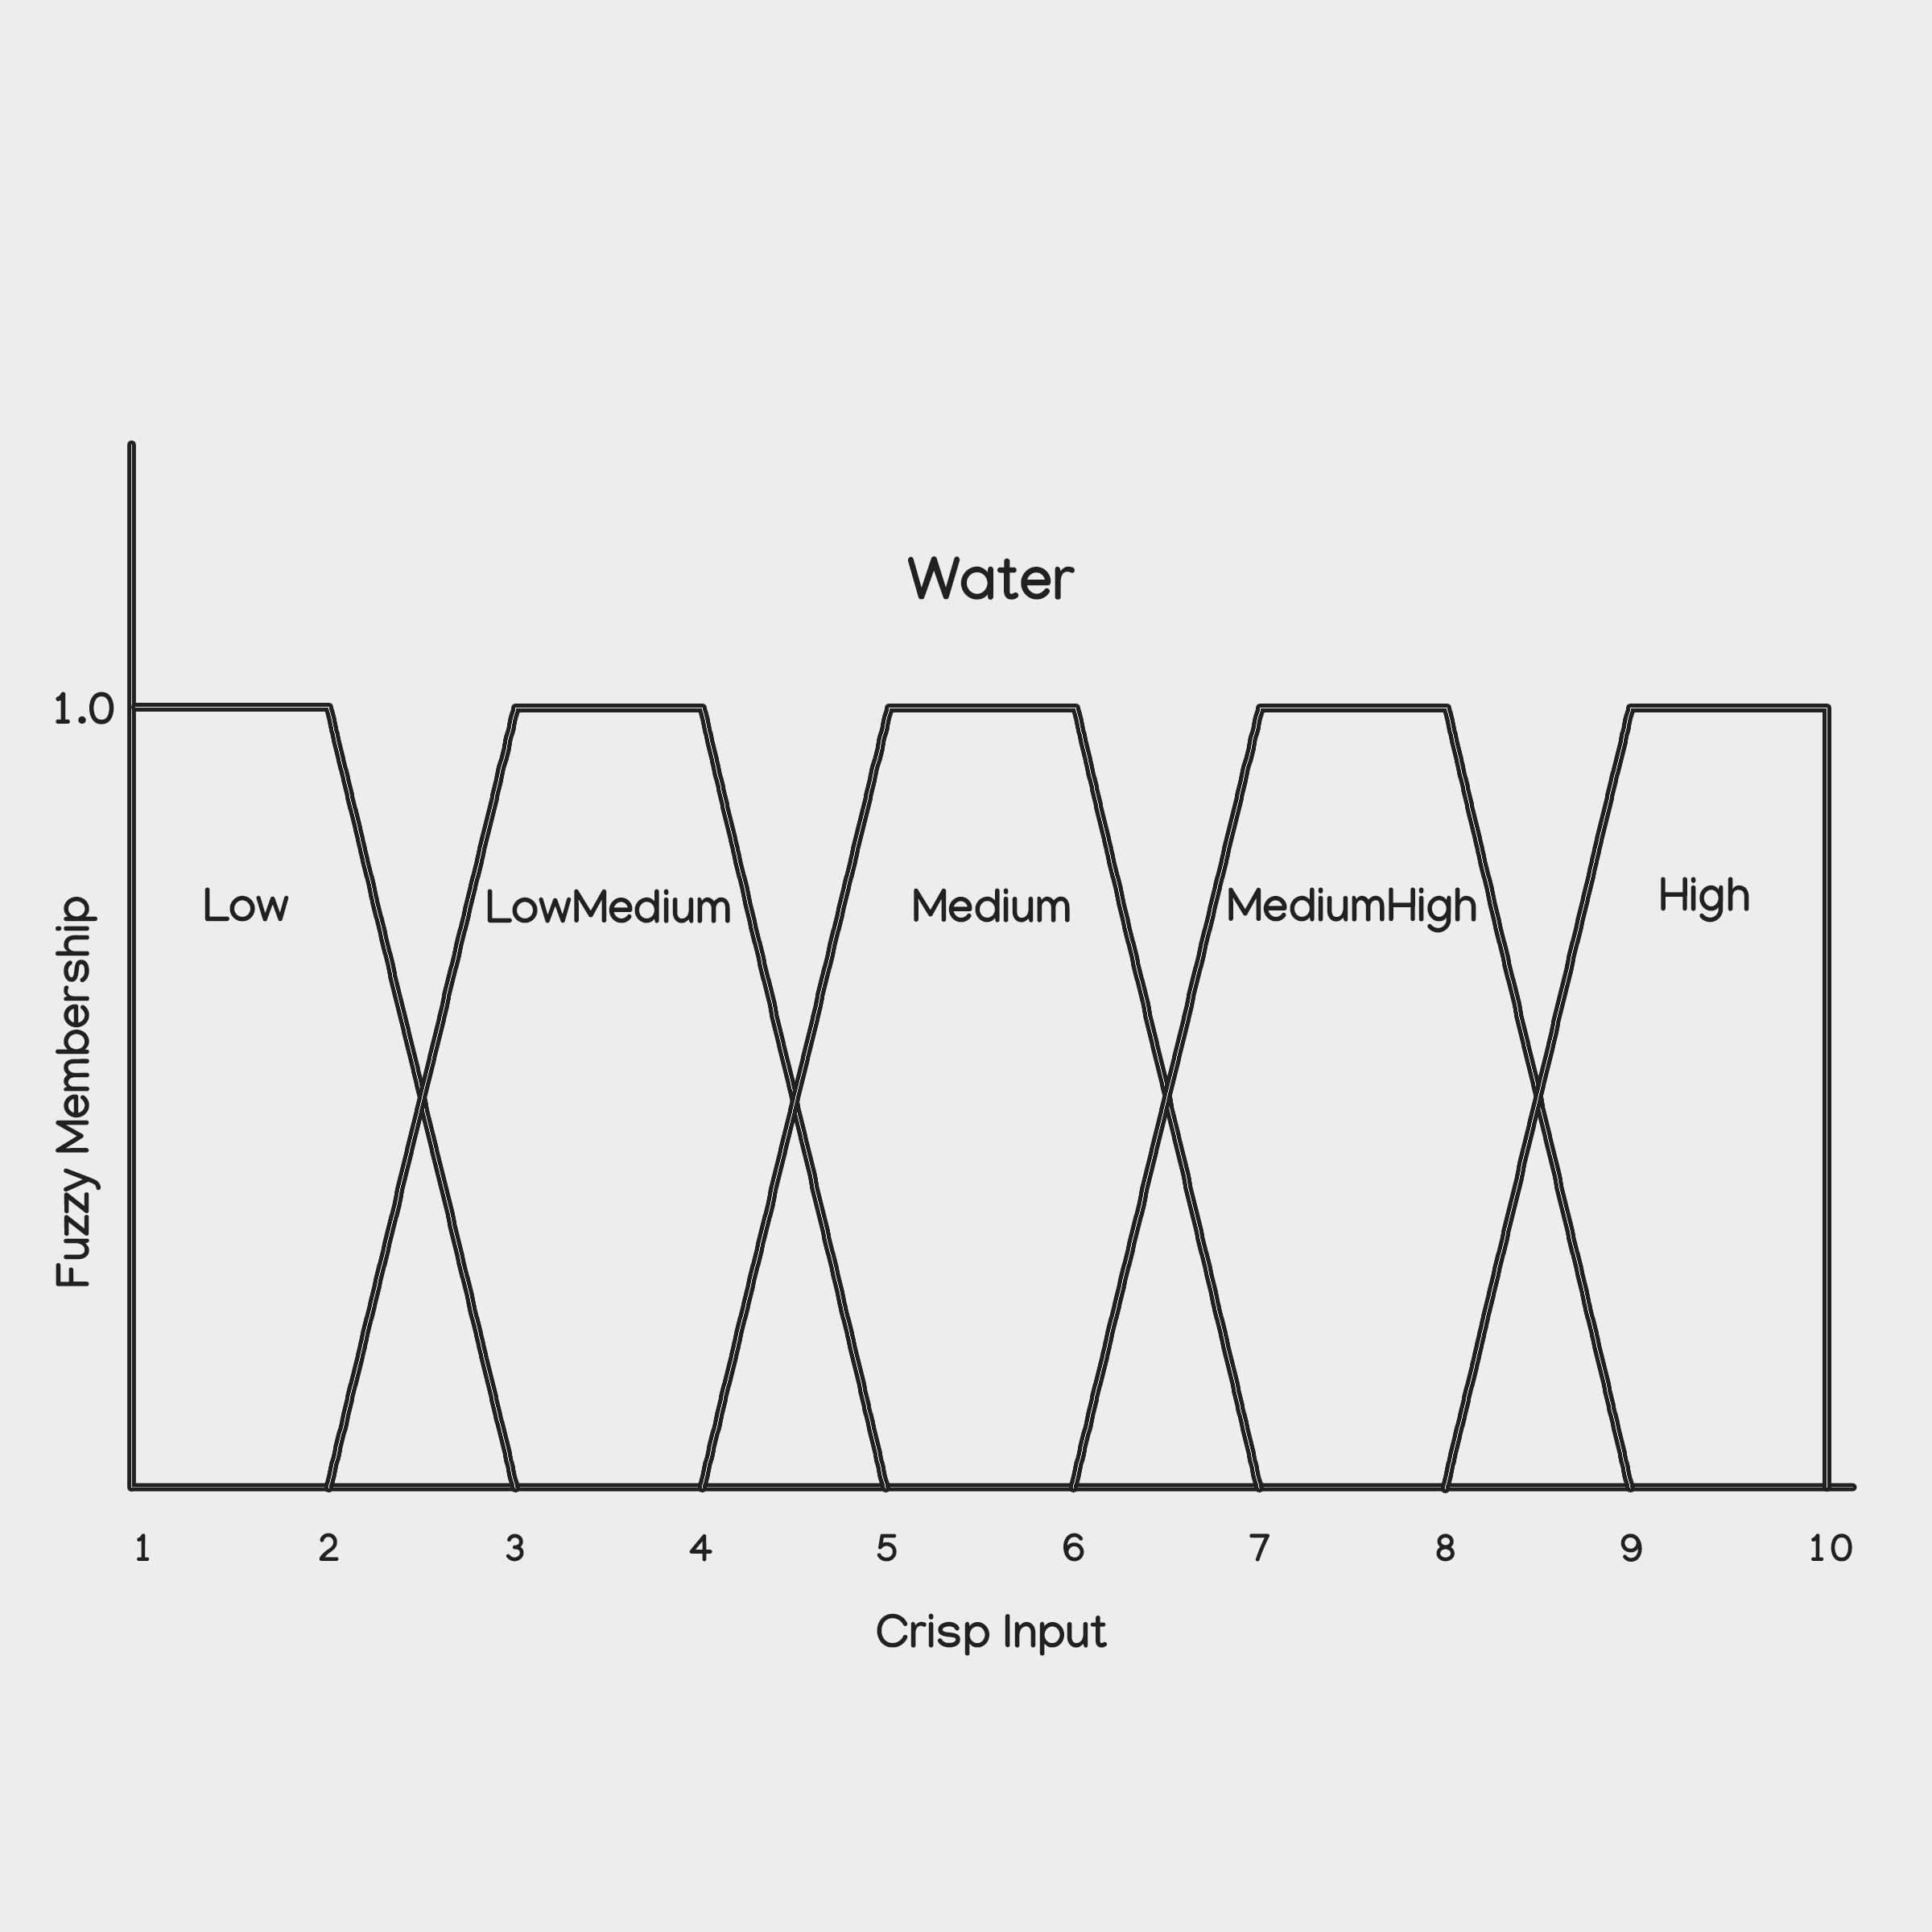 Water
1.0
Low
LowMedium
Medium
MediumHigh
High
Fuzzy Membership
1 2 3 4 5 6 7 8 9 10
Crisp Input